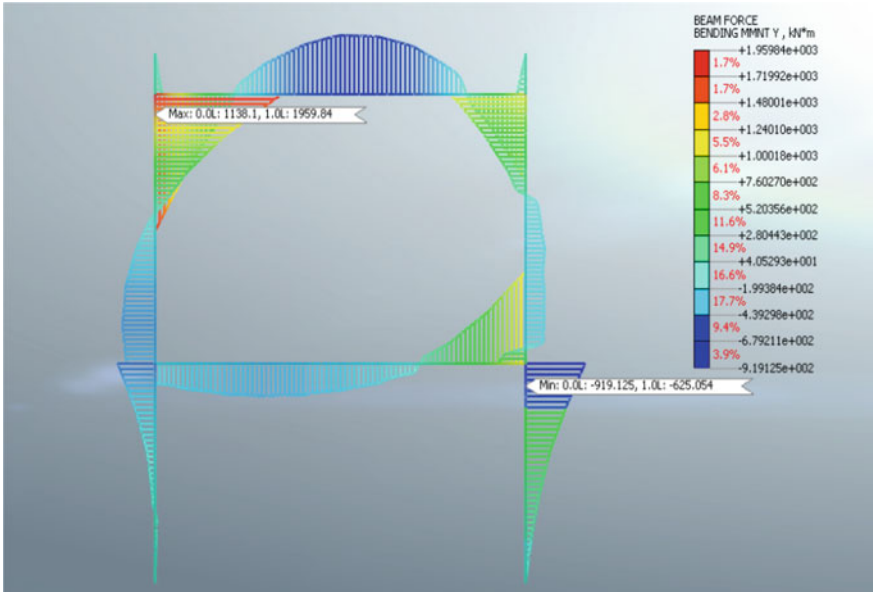 BEAM FORCE
BENDING MMNT Y , kN*m
+1.95984e+003
1.7%
+1.71992e+003
1.7%
+1.48001e+003
2.8%
+1.24010e+003
5.5%
+1.00018e+003
6.1%
+7.60270e+002
8.3%
+5.20356e+002
11.6%
+2.80443e+002
14.9%
+4.05293e+001
16.6%
-1.99384e+002
17.7%
-4.39298e+002
9.4%
-6.79211e+002
3.9%
-9.19125e+002
Max: 0.0L: 1138.1, 1.0L: 1959.84
Min: 0.0L: -919.125, 1.0L: -625.054